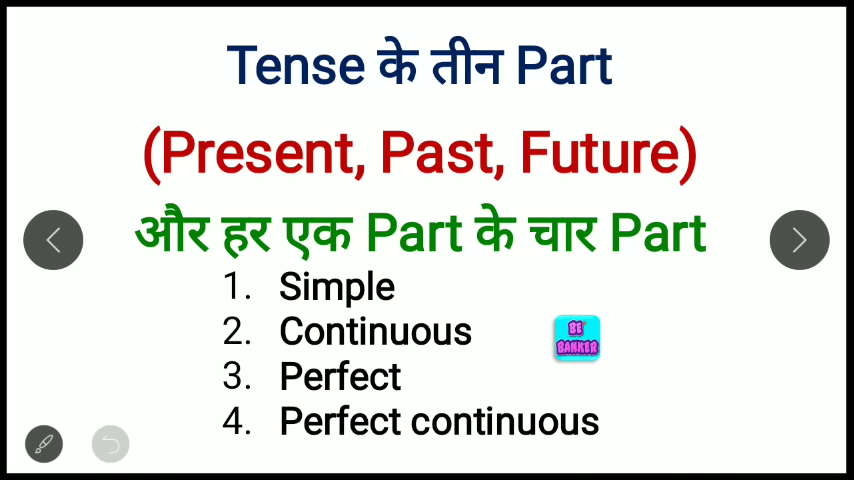 Tense के तीन Part
(Present, Past, Future)
और हर एक Part के चार Part
1. Simple
2. Continuous
BE
BANKER
3. Perfect
4. Perfect continuous